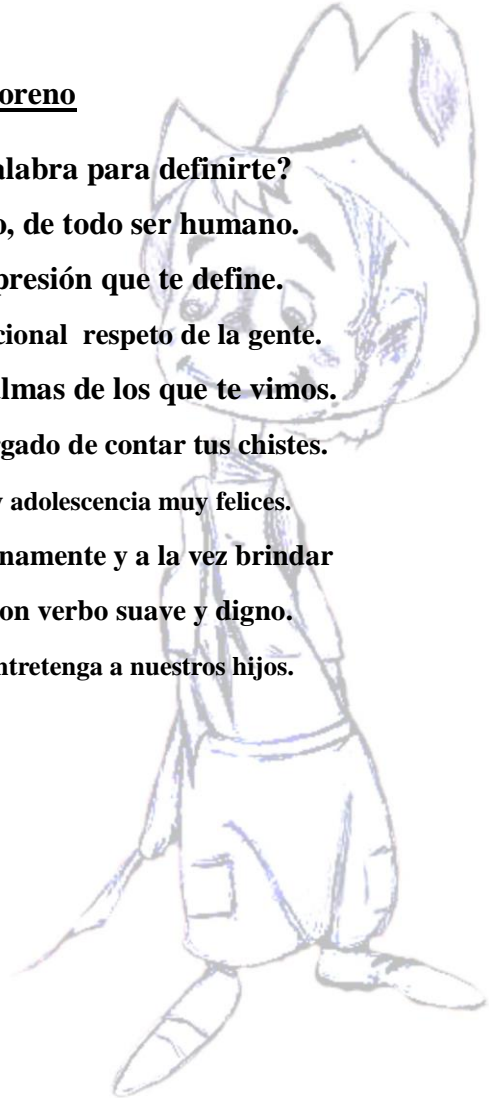 oreno
alabra para definirte?
o, de todo ser humano.
presión que te define.
cional respeto de la gente.
almas de los que te vimos.
rgado de contar tus chistes.
y adolescencia muy felices.
namente y a la vez brindar
on verbo suave y digno.
ntretenga a nuestros hijos.